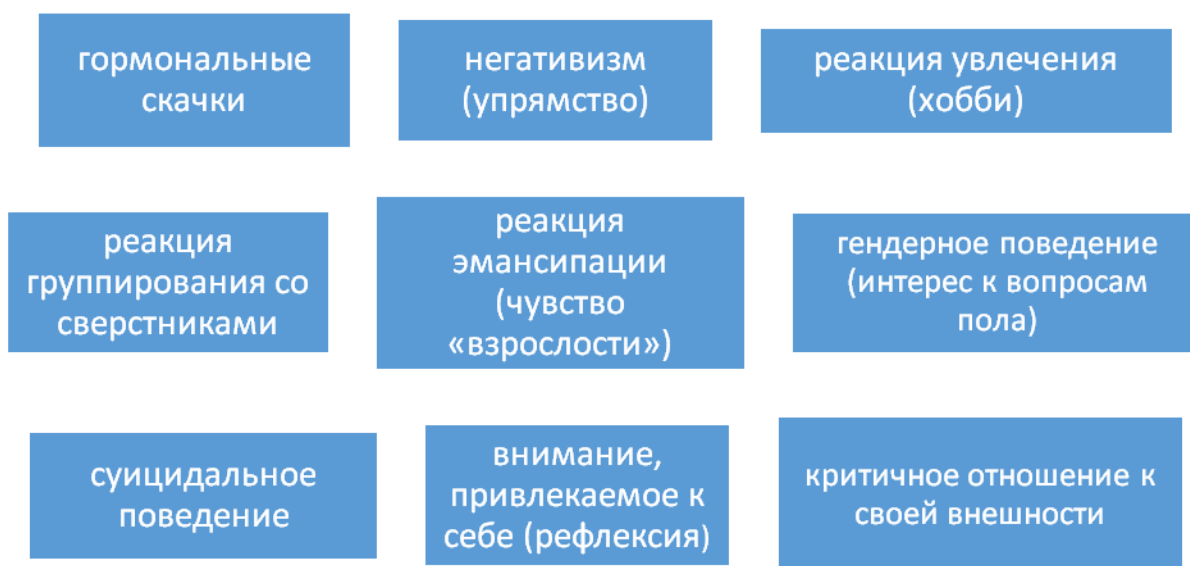 гормональные
скачки
негативизм
(упрямство)
реакция увлечения
(хобби)
реакция
группирования со
сверстниками
реакция
эмансипации
(чувство
«взрослости»)
гендерное поведение
(интерес к вопросам
пола)
суицидальное
поведение
внимание,
привлекаемое к
себе (рефлексия)
критичное отношение к
своей внешности